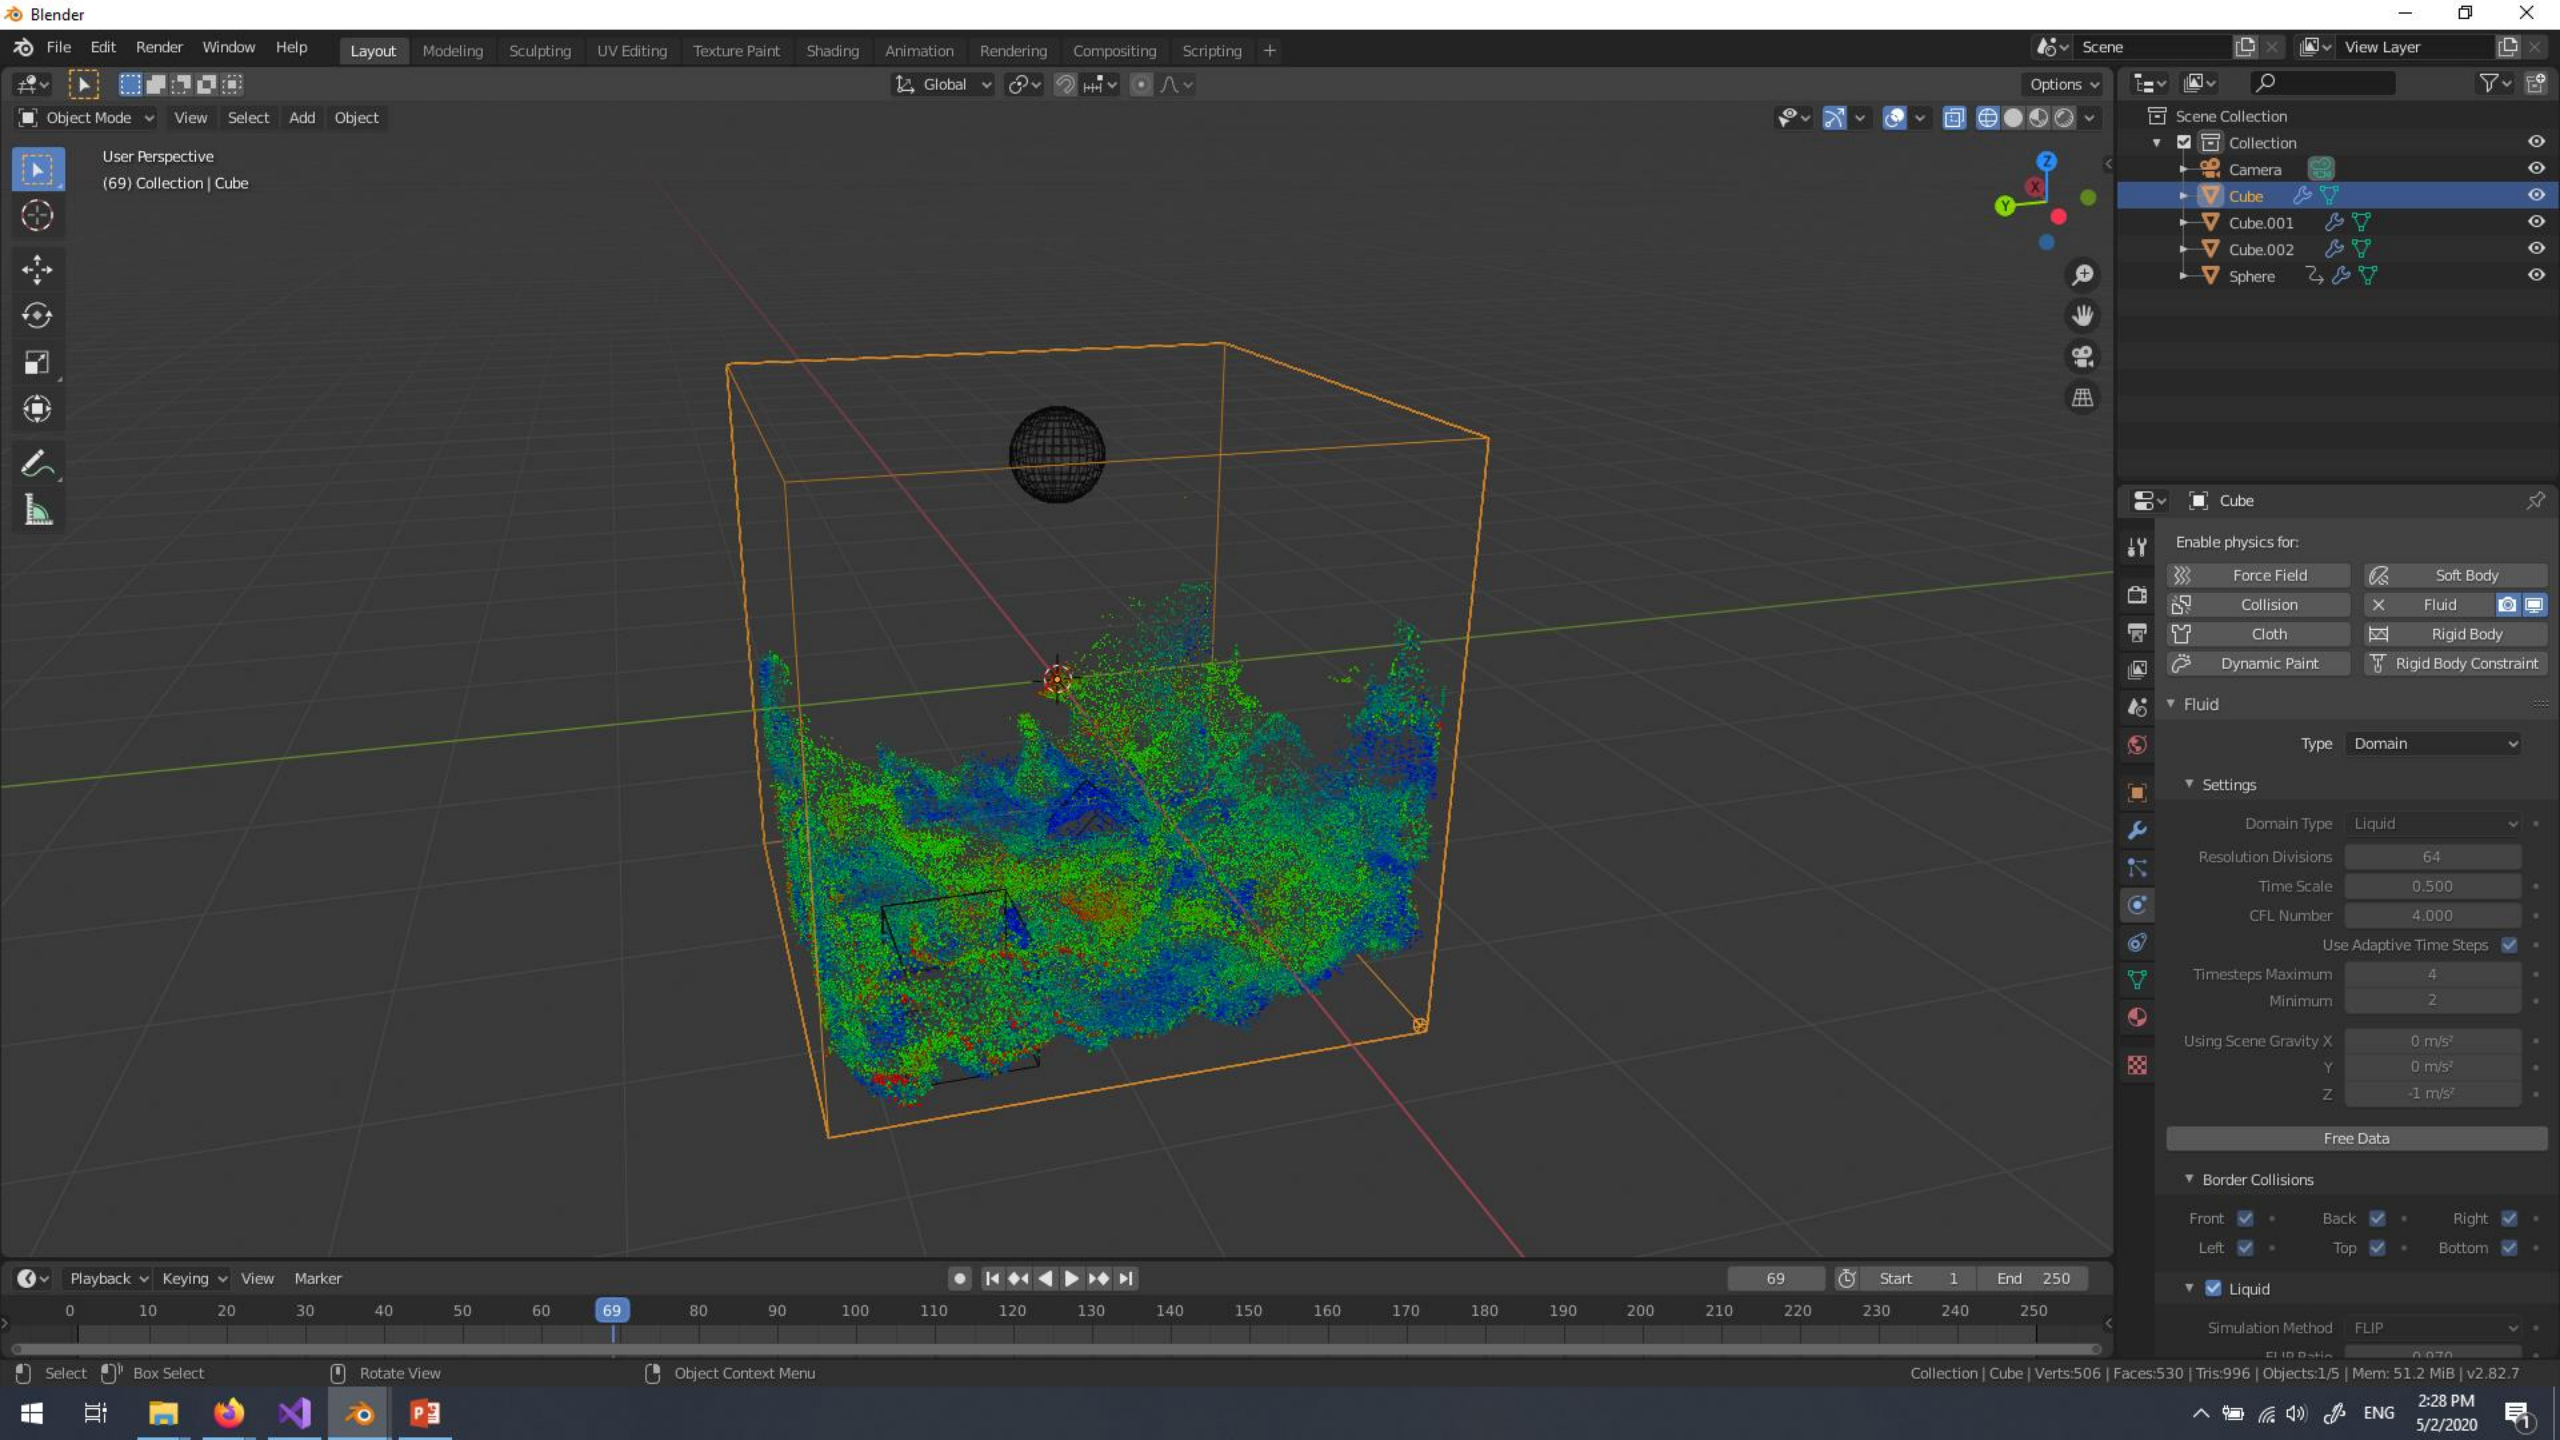 Blender
File Edit Render Window Help Layout Modeling Sculpting UV Editing Texture Paint Shading Animation Rendering Compositing Scripting + Scene View Layer
Global Options
Object Mode View Select Add Object
User Perspective
(69) Collection | Cube
Z
X
Y
Scene Collection
Collection
Camera
Cube
Cube.001
Cube.002
Sphere
Cube
Enable physics for:
Force Field Soft Body
Collision Fluid
Cloth Rigid Body
Dynamic Paint Rigid Body Constraint
Fluid
Type Domain
Settings
Domain Type Liquid
Resolution Divisions 64
Time Scale 0.500
CFL Number 4.000
Use Adaptive Time Steps
Timesteps Maximum 4
Minimum 2
Using Scene Gravity X 0 m/s²
Y 0 m/s²
Z -1 m/s²
Free Data
Border Collisions
Front Back Right
Left Top Bottom
Liquid
Simulation Method FLIP
FLIP Ratio 0.970
Playback Keying View Marker 69 Start 1 End 250
0 10 20 30 40 50 60 69 80 90 100 110 120 130 140 150 160 170 180 190 200 210 220 230 240 250
Select Box Select Rotate View Object Context Menu Collection | Cube | Verts:506 | Faces:530 | Tris:996 | Objects:1/5 | Mem: 51.2 MiB | v2.82.7
ENG
2:28 PM
5/2/2020
1